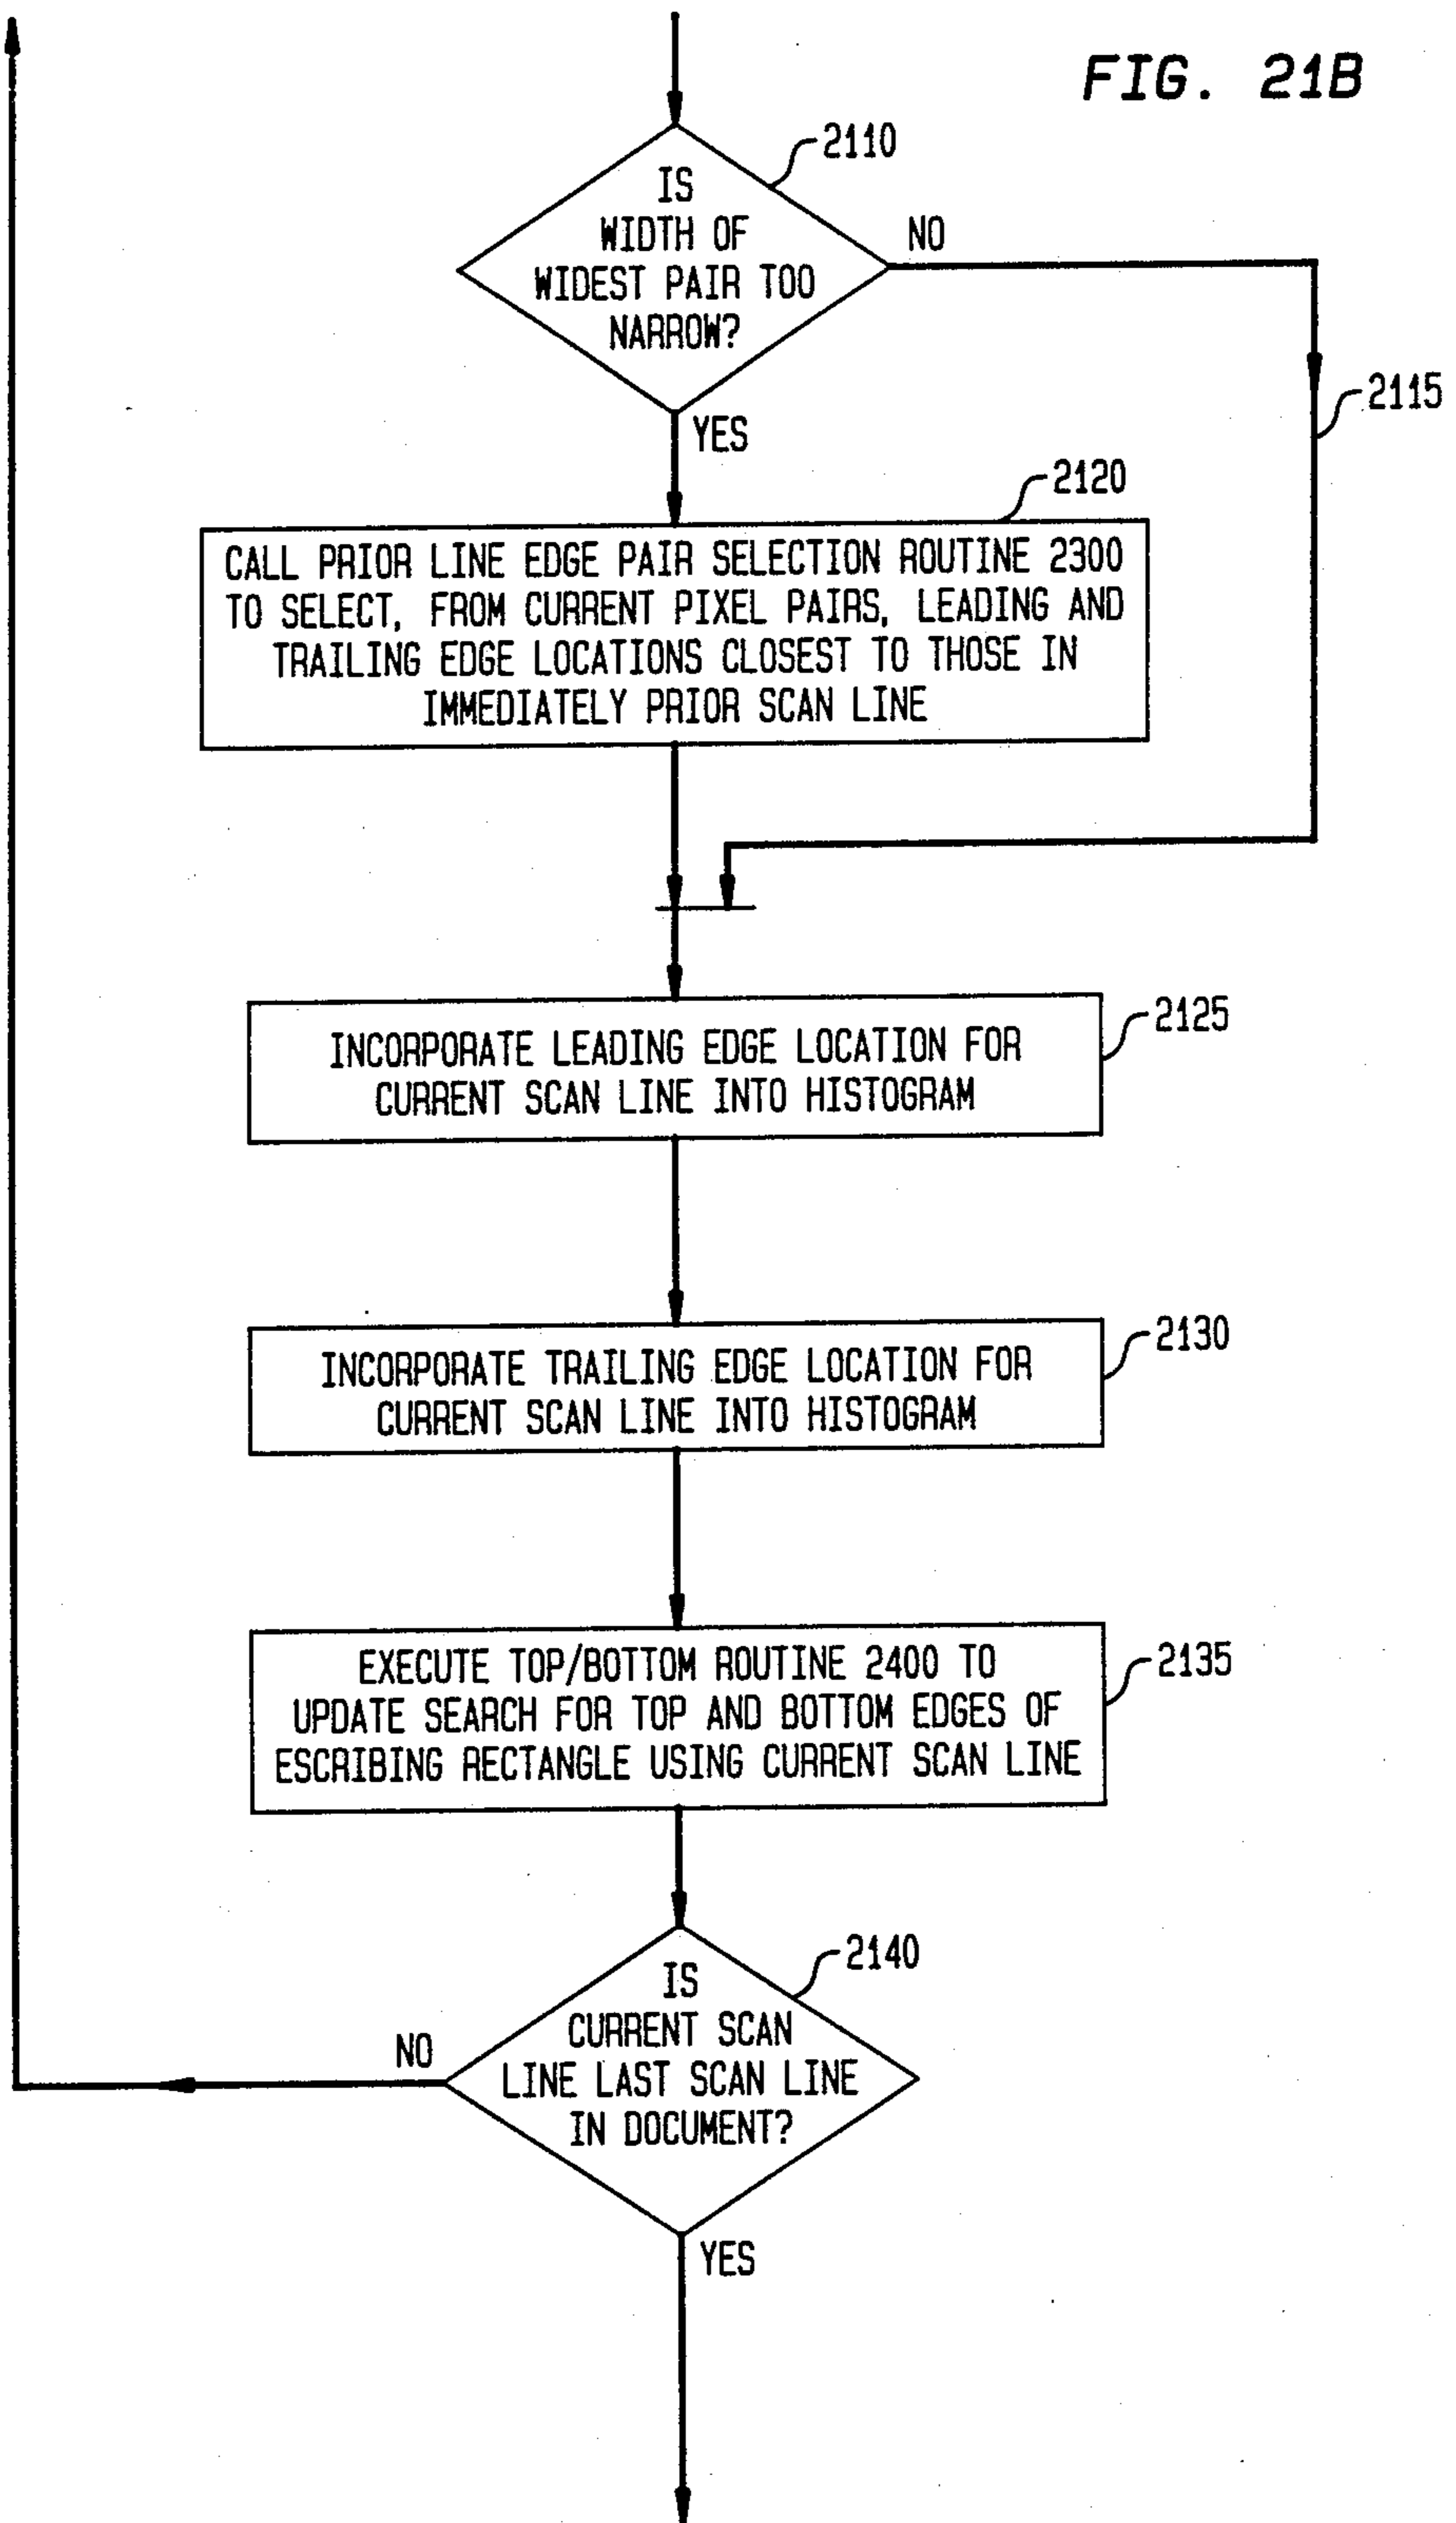 FIG. 21B
2110
IS
WIDTH OF
WIDEST PAIR TOO
NARROW?
NO
2115
YES
2120
CALL PRIOR LINE EDGE PAIR SELECTION ROUTINE 2300
TO SELECT, FROM CURRENT PIXEL PAIRS, LEADING AND
TRAILING EDGE LOCATIONS CLOSEST TO THOSE IN
IMMEDIATELY PRIOR SCAN LINE
INCORPORATE LEADING EDGE LOCATION FOR
CURRENT SCAN LINE INTO HISTOGRAM
2125
INCORPORATE TRAILING EDGE LOCATION FOR
CURRENT SCAN LINE INTO HISTOGRAM
2130
EXECUTE TOP/BOTTOM ROUTINE 2400 TO
UPDATE SEARCH FOR TOP AND BOTTOM EDGES OF
ESCRIBING RECTANGLE USING CURRENT SCAN LINE
2135
2140
IS
CURRENT SCAN
LINE LAST SCAN LINE
IN DOCUMENT?
NO
YES